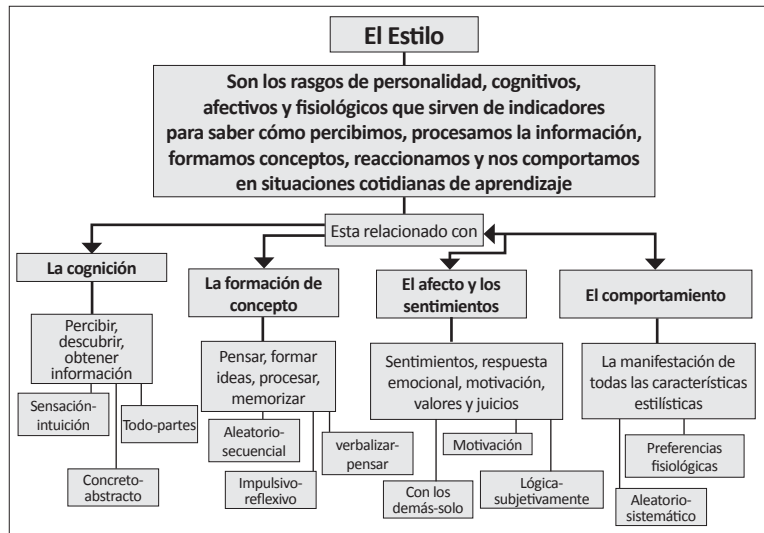 El Estilo
Son los rasgos de personalidad, cognitivos,
afectivos y fisiológicos que sirven de indicadores
para saber cómo percibimos, procesamos la información,
formamos conceptos, reaccionamos y nos comportamos
en situaciones cotidianas de aprendizaje
Esta relacionado con
La cognición
Percibir,
descubrir,
obtener
información
Sensación-
intuición
Todo-partes
Concreto-
abstracto
La formación de
concepto
Pensar, formar
ideas, procesar,
memorizar
Aleatorio-
secuencial
verbalizar-
pensar
Impulsivo-
reflexivo
El afecto y los
sentimientos
Sentimientos, respuesta
emocional, motivación,
valores y juicios
Motivación
Con los
demás-solo
Lógica-
subjetivamente
El comportamiento
La manifestación de
todas las características
estilísticas
Preferencias
fisiológicas
Aleatorio-
sistemático